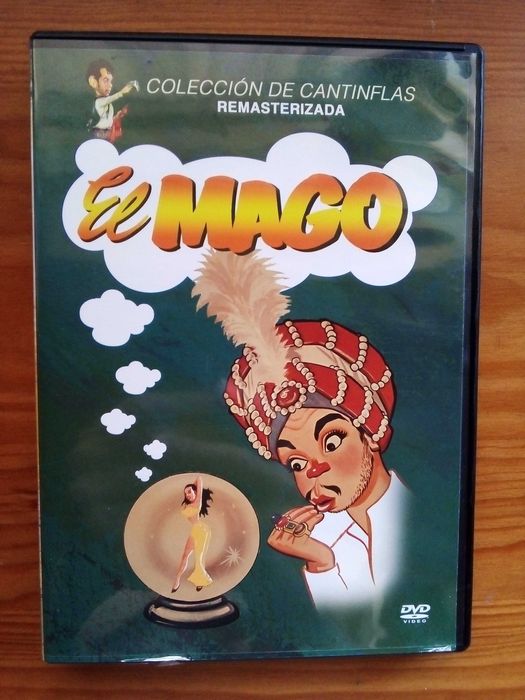 COLECCIÓN DE CANTINFLAS
REMASTERIZADA
El MAGO
DVD
VIDEO